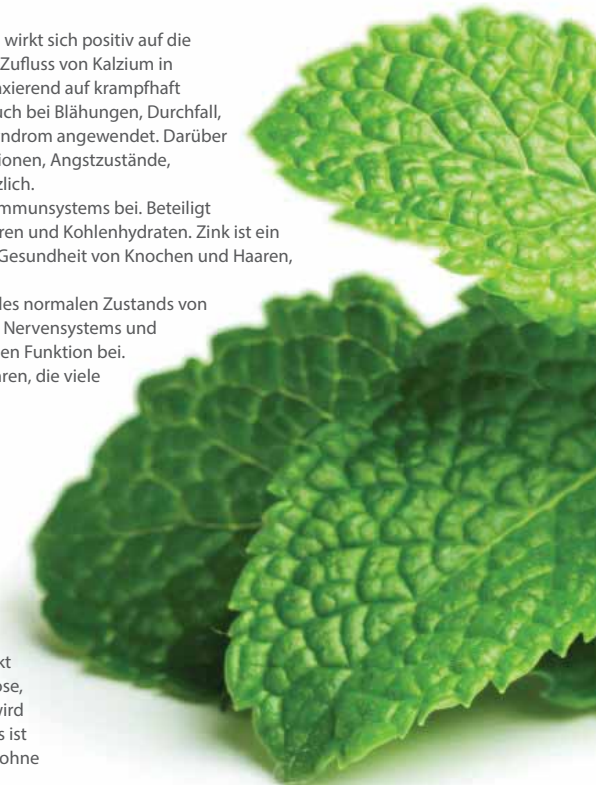 wirkt sich positiv auf die
Zufluss von Kalzium in
xierend auf krampfhaft
uch bei Blähungen, Durchfall,
ndrom angewendet. Darüber
ionen, Angstzustände,
zlich.
mmunsystems bei. Beteiligt
ren und Kohlenhydraten. Zink ist ein
Gesundheit von Knochen und Haaren,
des normalen Zustands von
Nervensystems und
en Funktion bei.
aren, die viele
kt
ose,
wird
s ist
ohne